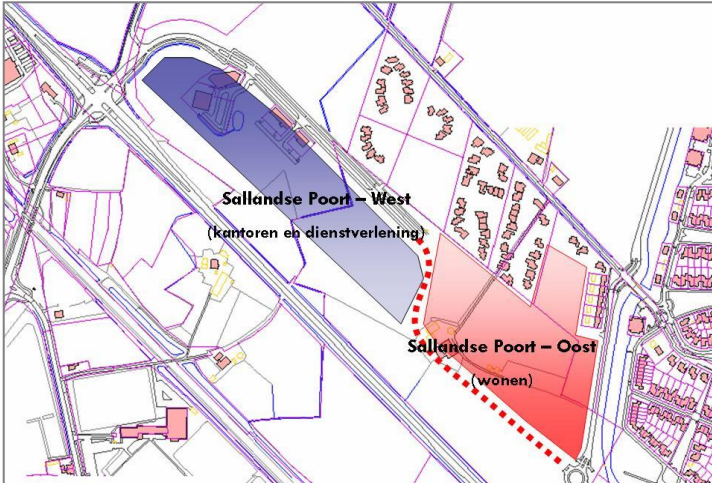 Sallandse Poort – West
(kantoren en dienstverlening)
Sallandse Poort – Oost
(wonen)